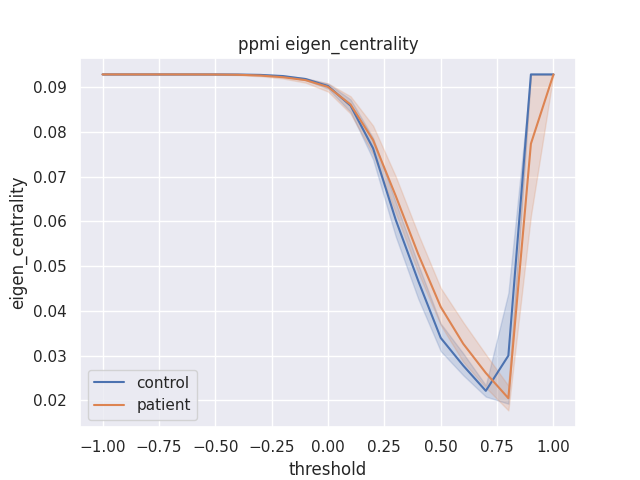 ppmi eigen_centrality
eigen_centrality
0.09
0.08
0.07
0.06
0.05
0.04
0.03
0.02
control
patient
−1.00 −0.75 −0.50 −0.25 0.00 0.25 0.50 0.75 1.00
threshold